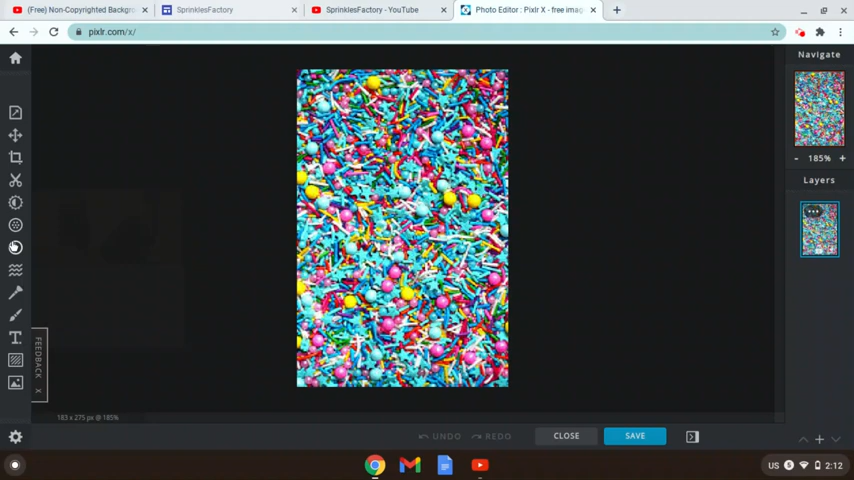 (Free) Non-Copyrighted Backgro
SprinklesFactory
SprinklesFactory - YouTube
Photo Editor : Pixlr X - free imag
pixlr.com/x/
Navigate
- 185% +
Layers
FEEDBACK X
183 x 275 px @ 185%
UNDO
REDO
CLOSE
SAVE
US
2:12